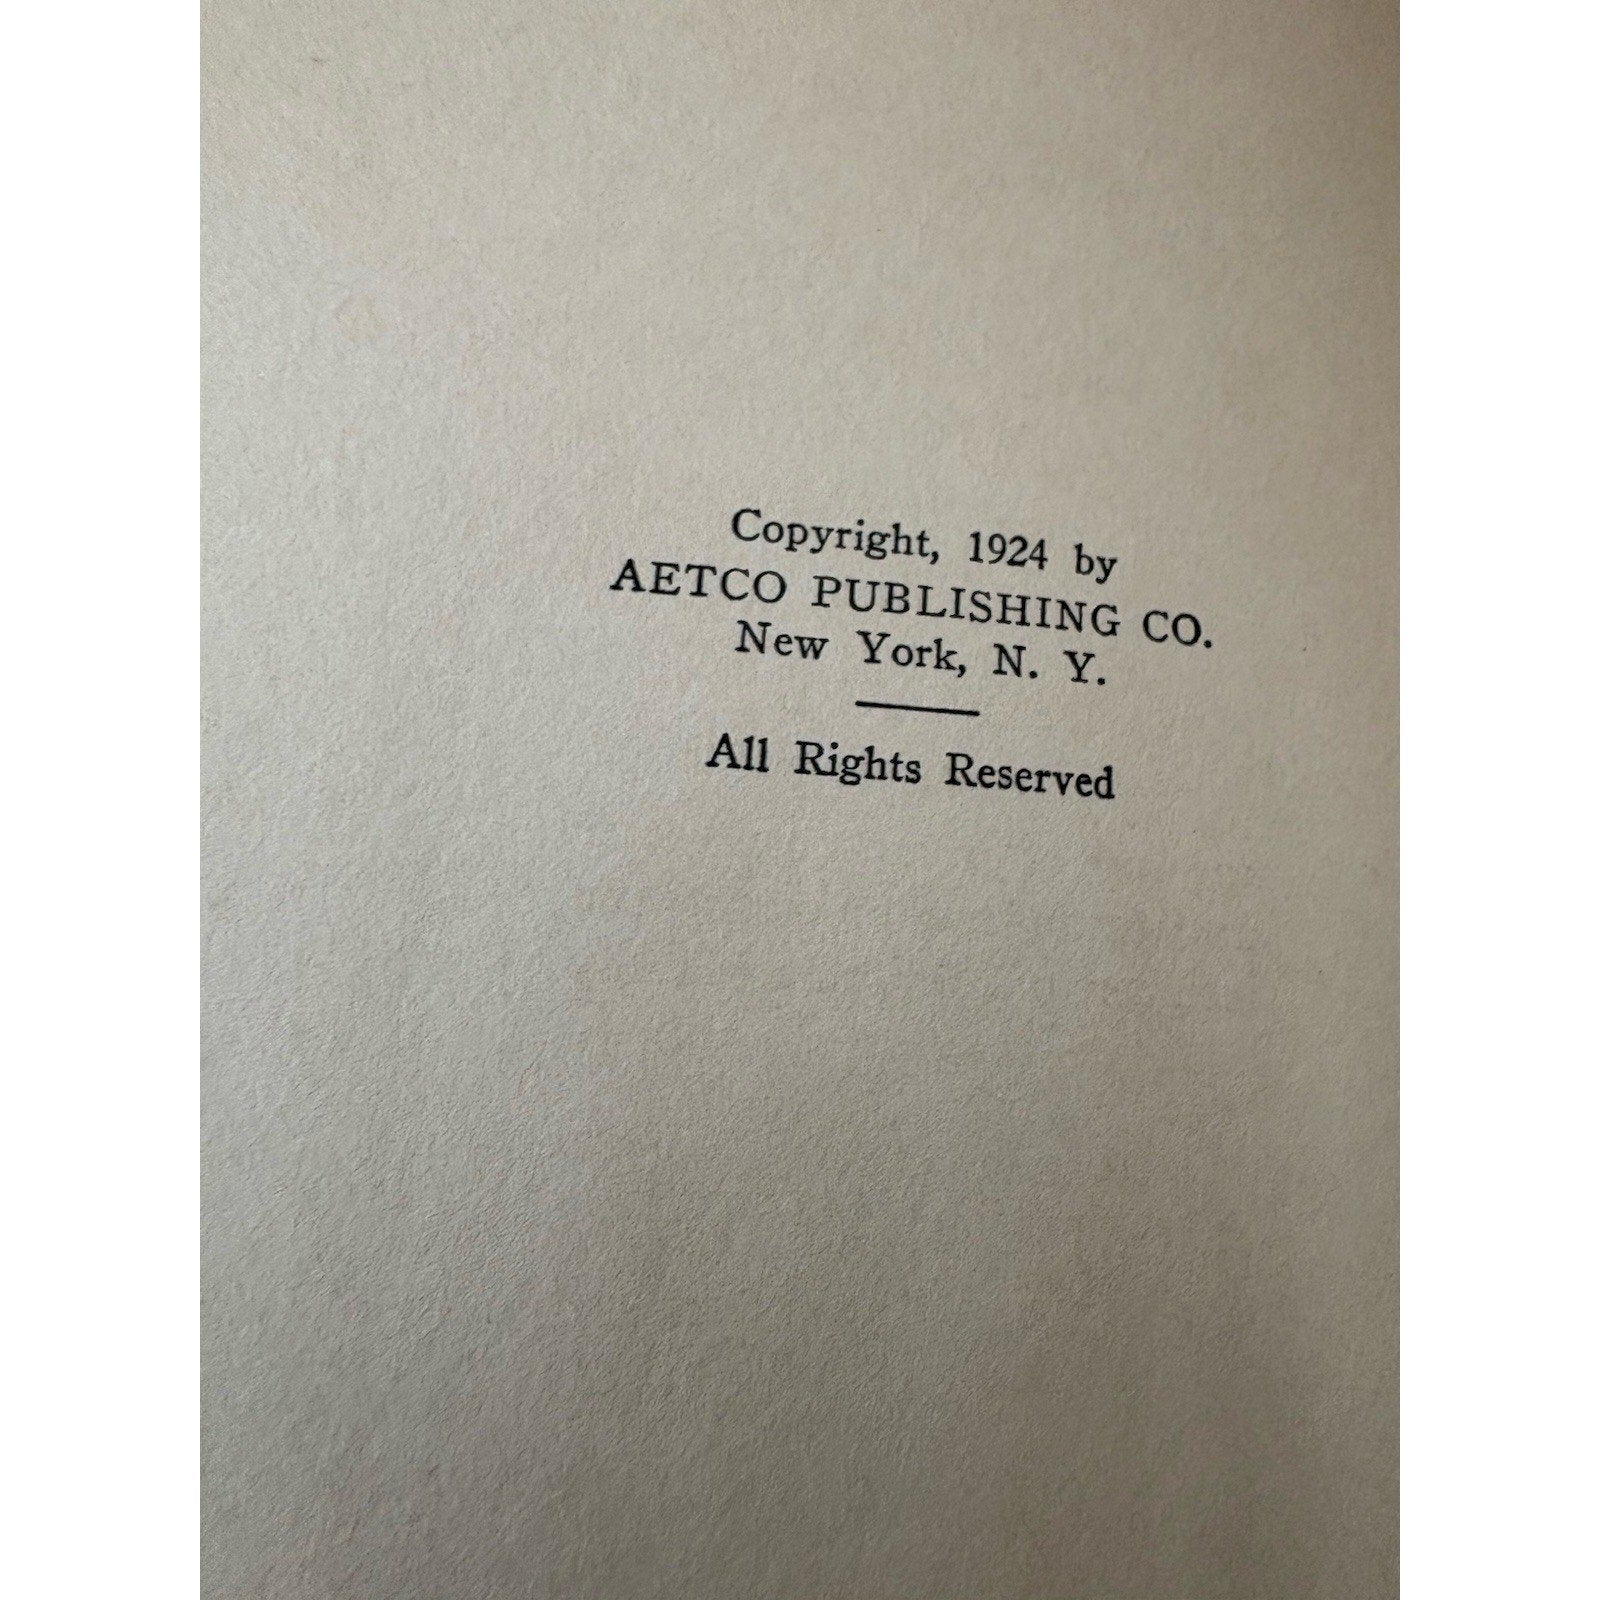 Copyright, 1924 by
AETCO PUBLISHING CO.
New York, N. Y.
All Rights Reserved